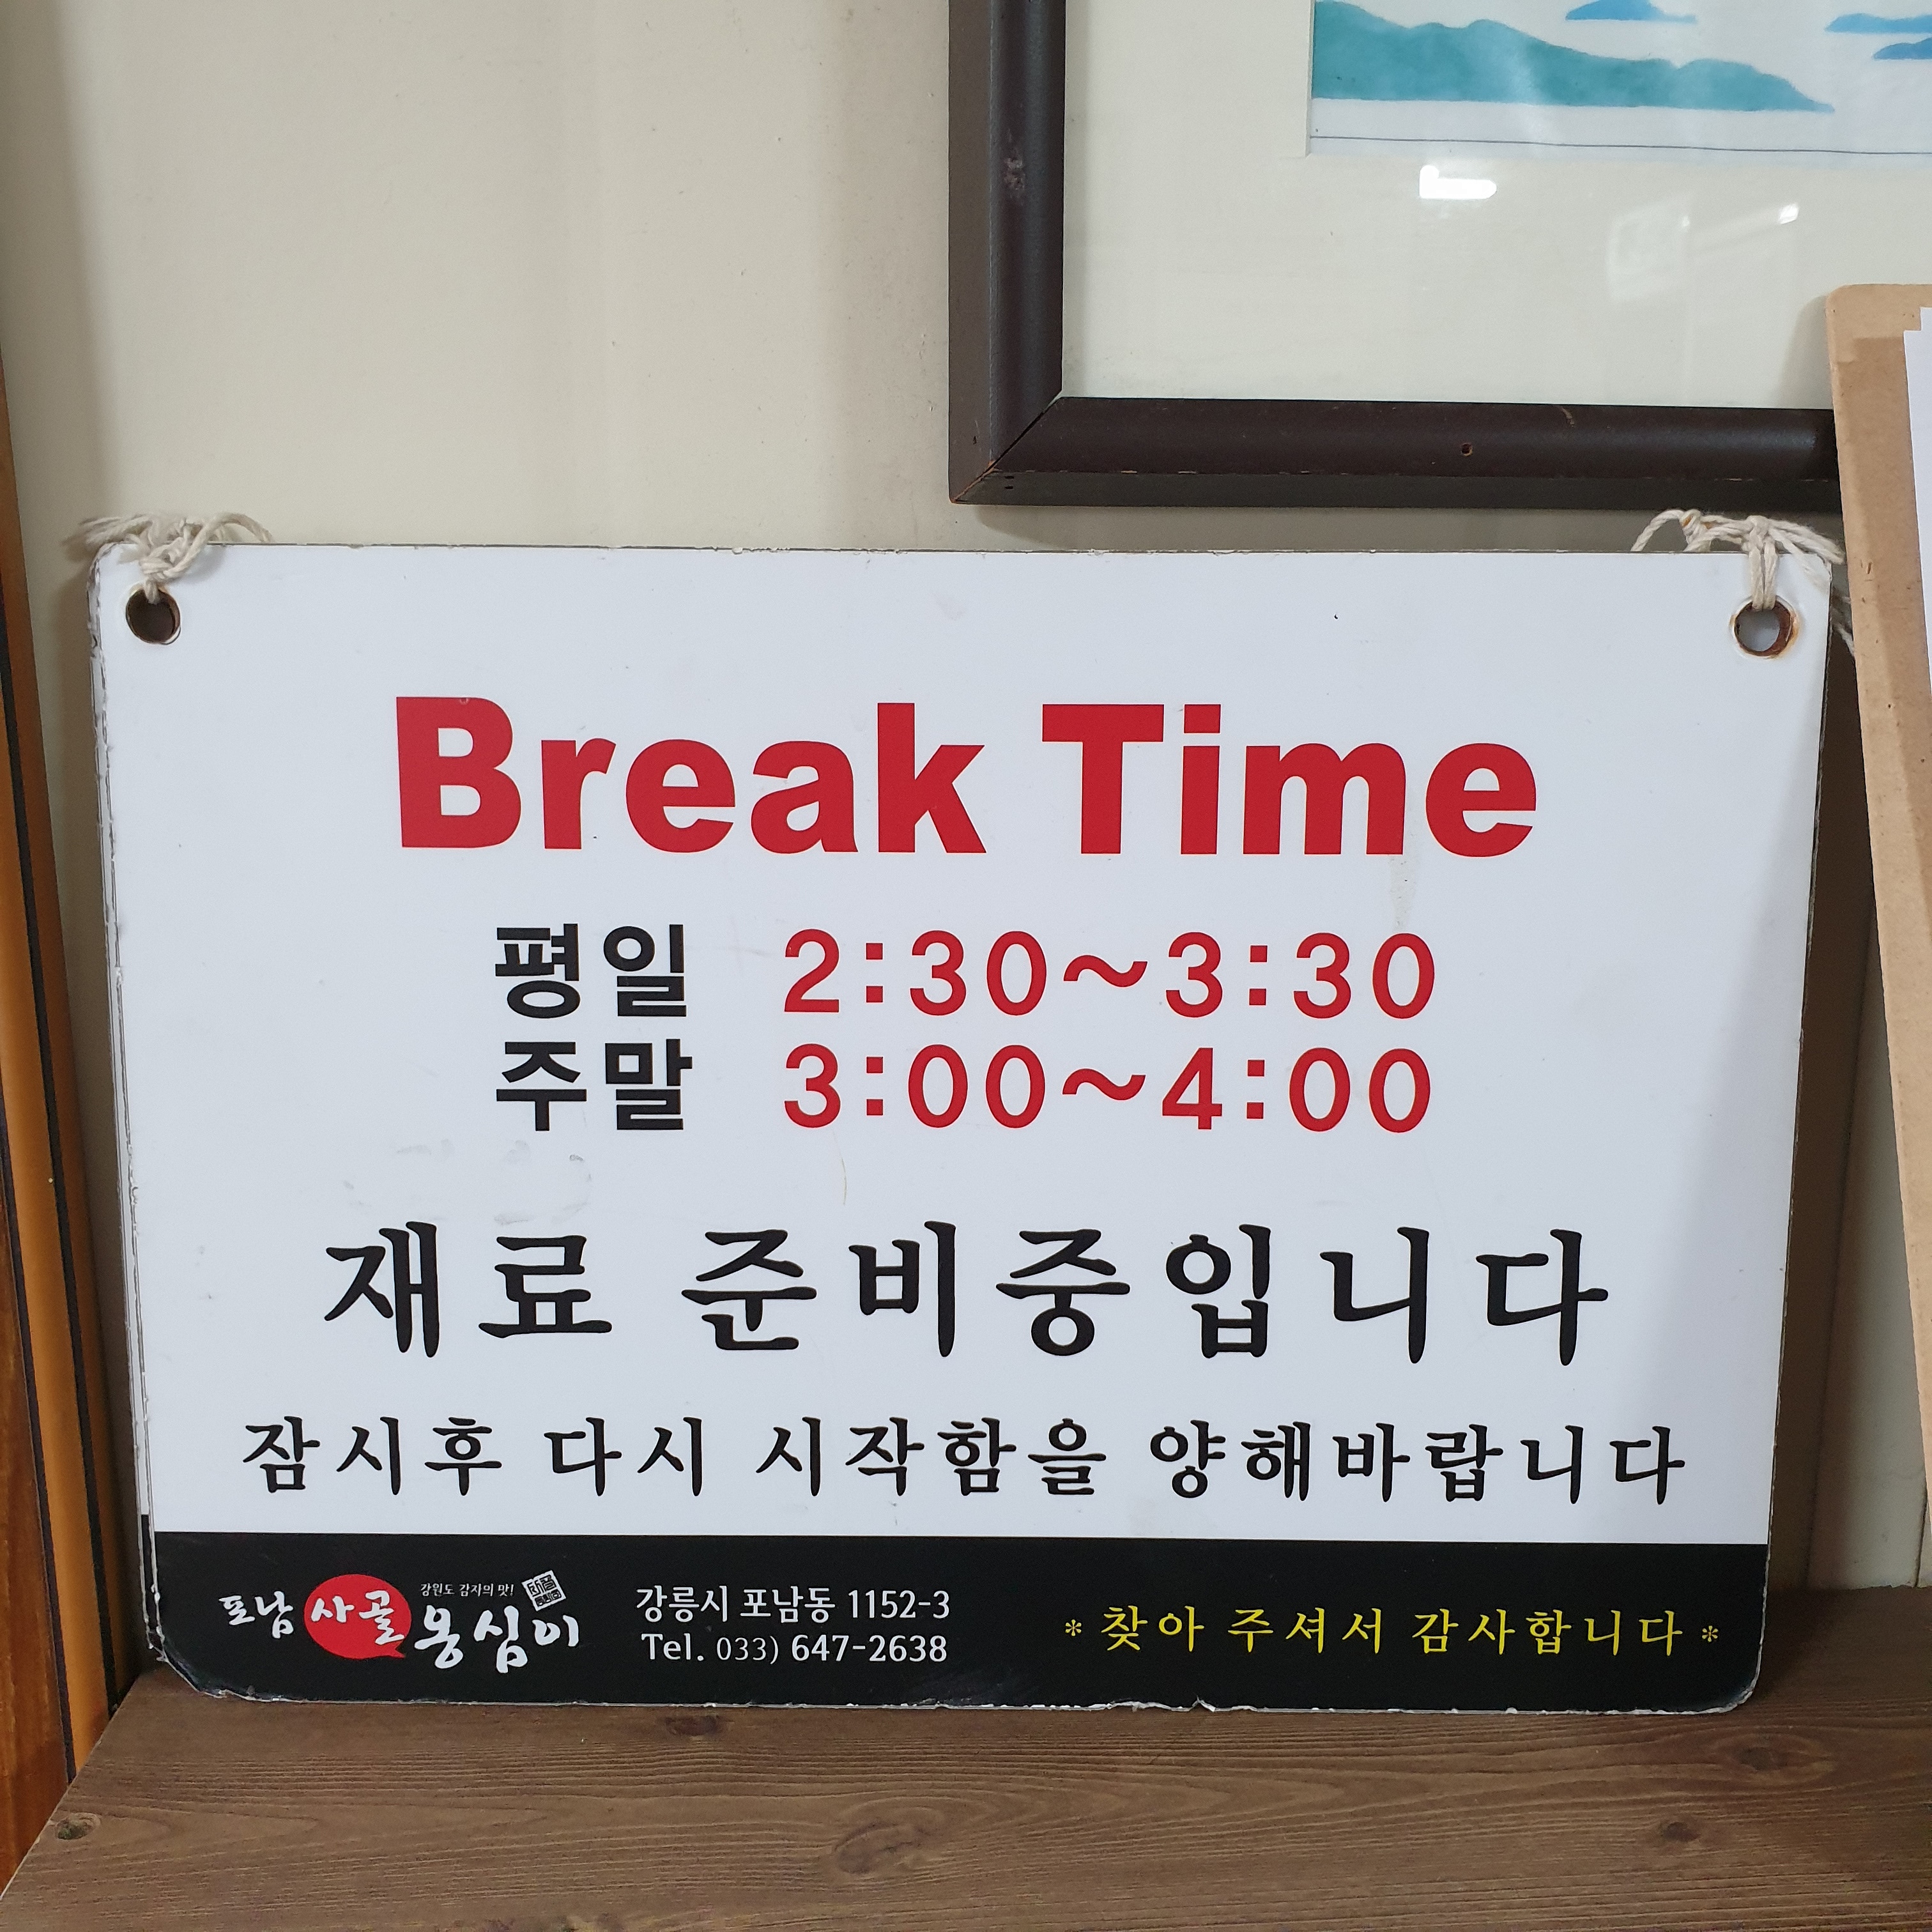 Break Time
평일 2:30~3:30
주말 3:00~4:00
재료 준비중입니다
잠시후 다시 시작함을 양해바랍니다
강원도 감자의 맛!
포남 사골 옹심이
강릉시 포남동 1152-3
Tel. 033) 647-2638
* 찾아 주셔서 감사합니다 *